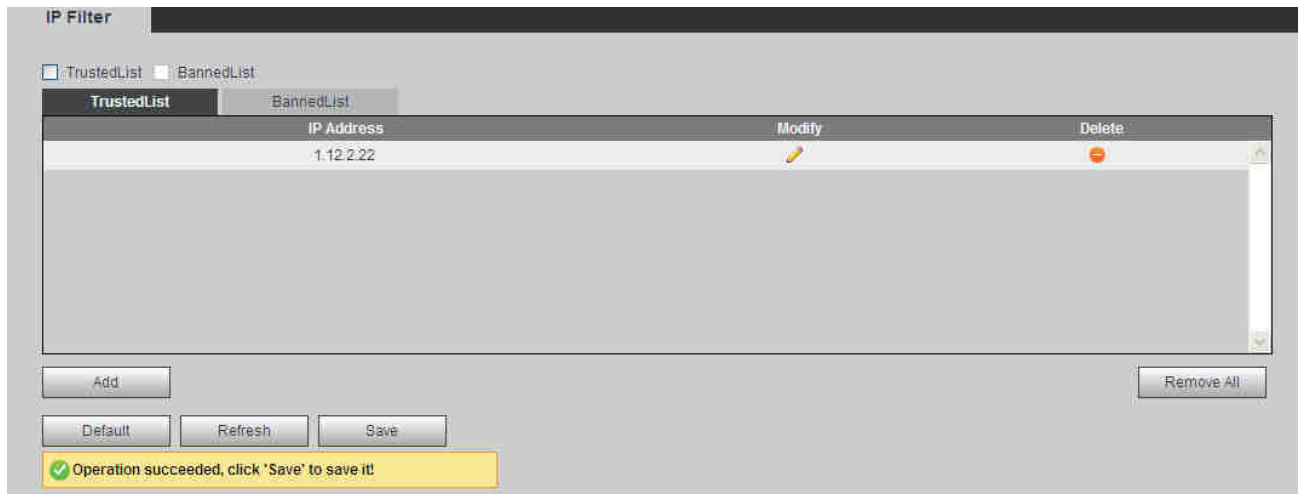 IP Filter
TrustedList BannedList
TrustedList BannedList
IP Address Modify Delete
1.12.2.22
Add Remove All
Default Refresh Save
Operation succeeded, click 'Save' to save it!